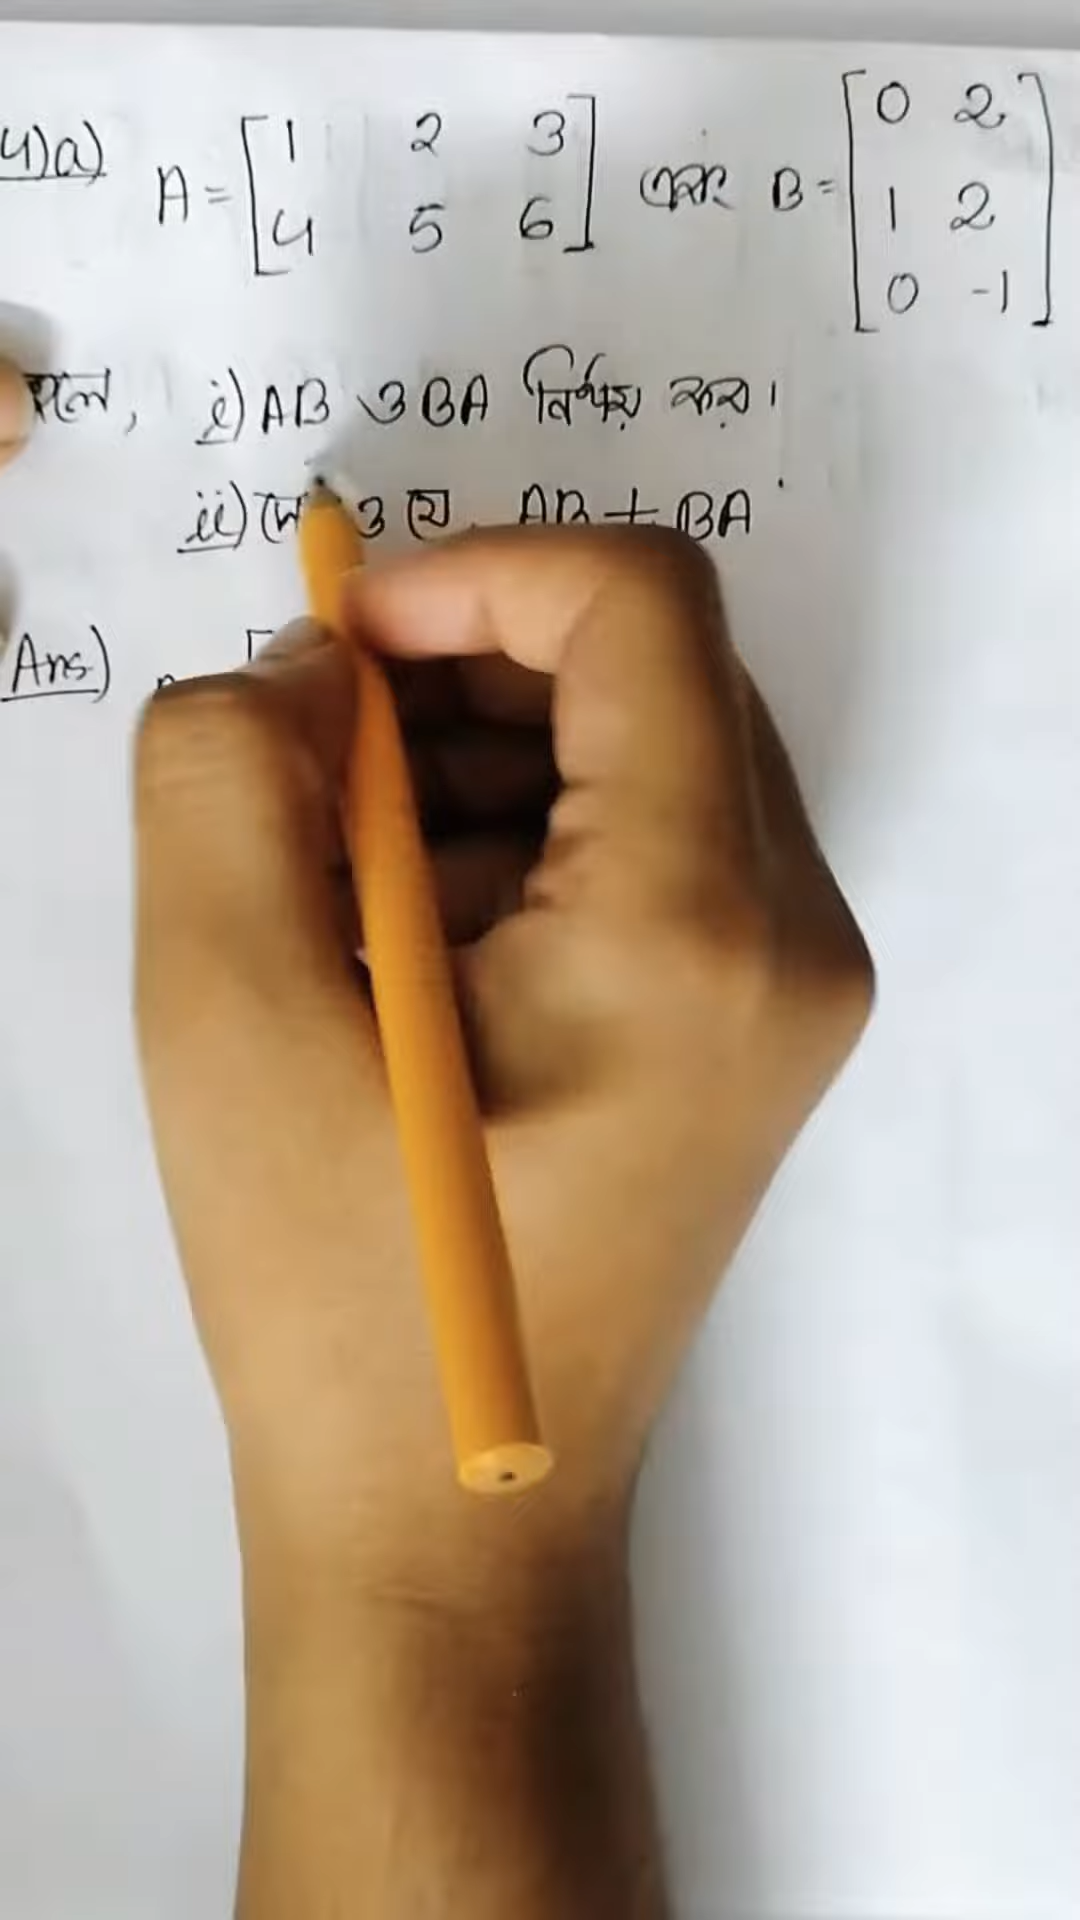 4)a) A = [1 2 3 4 5 6] এবং B = [0 2 1 2 0 -1]
হলে, i) AB ও BA নির্ণয় কর।
ii) ও যে AB BA
Ans)